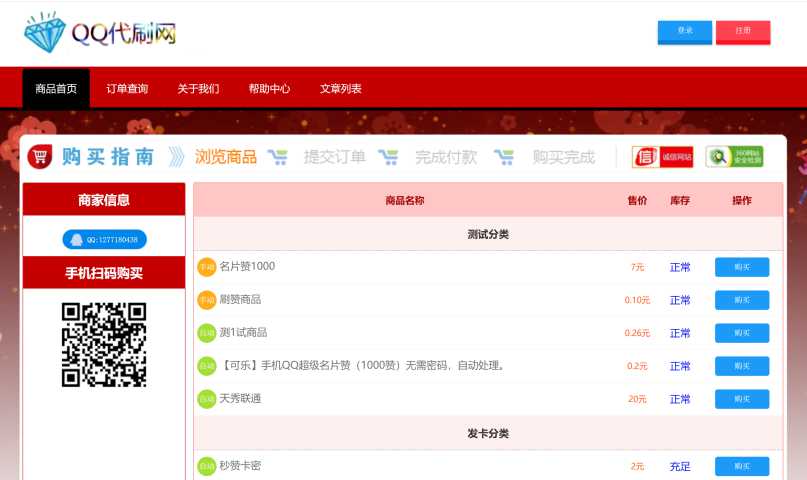 QQ代刷网
登录 注册
商品首页 订单查询 关于我们 帮助中心 文章列表
购买指南 浏览商品 提交订单 完成付款 购买完成 信 诚信网站 360网站安全检测
商家信息
QQ:1277180438
手机扫码购买
商品名称 售价 库存 操作
测试分类
手动 名片赞1000 7元 正常 购买
手动 刷赞商品 0.10元 正常 购买
自动 测1试商品 0.26元 正常 购买
自动 【可乐】手机QQ超级名片赞（1000赞）无需密码，自动处理。 0.2元 正常 购买
自动 天秀联通 20元 正常 购买
发卡分类
自动 秒赞卡密 2元 充足 购买